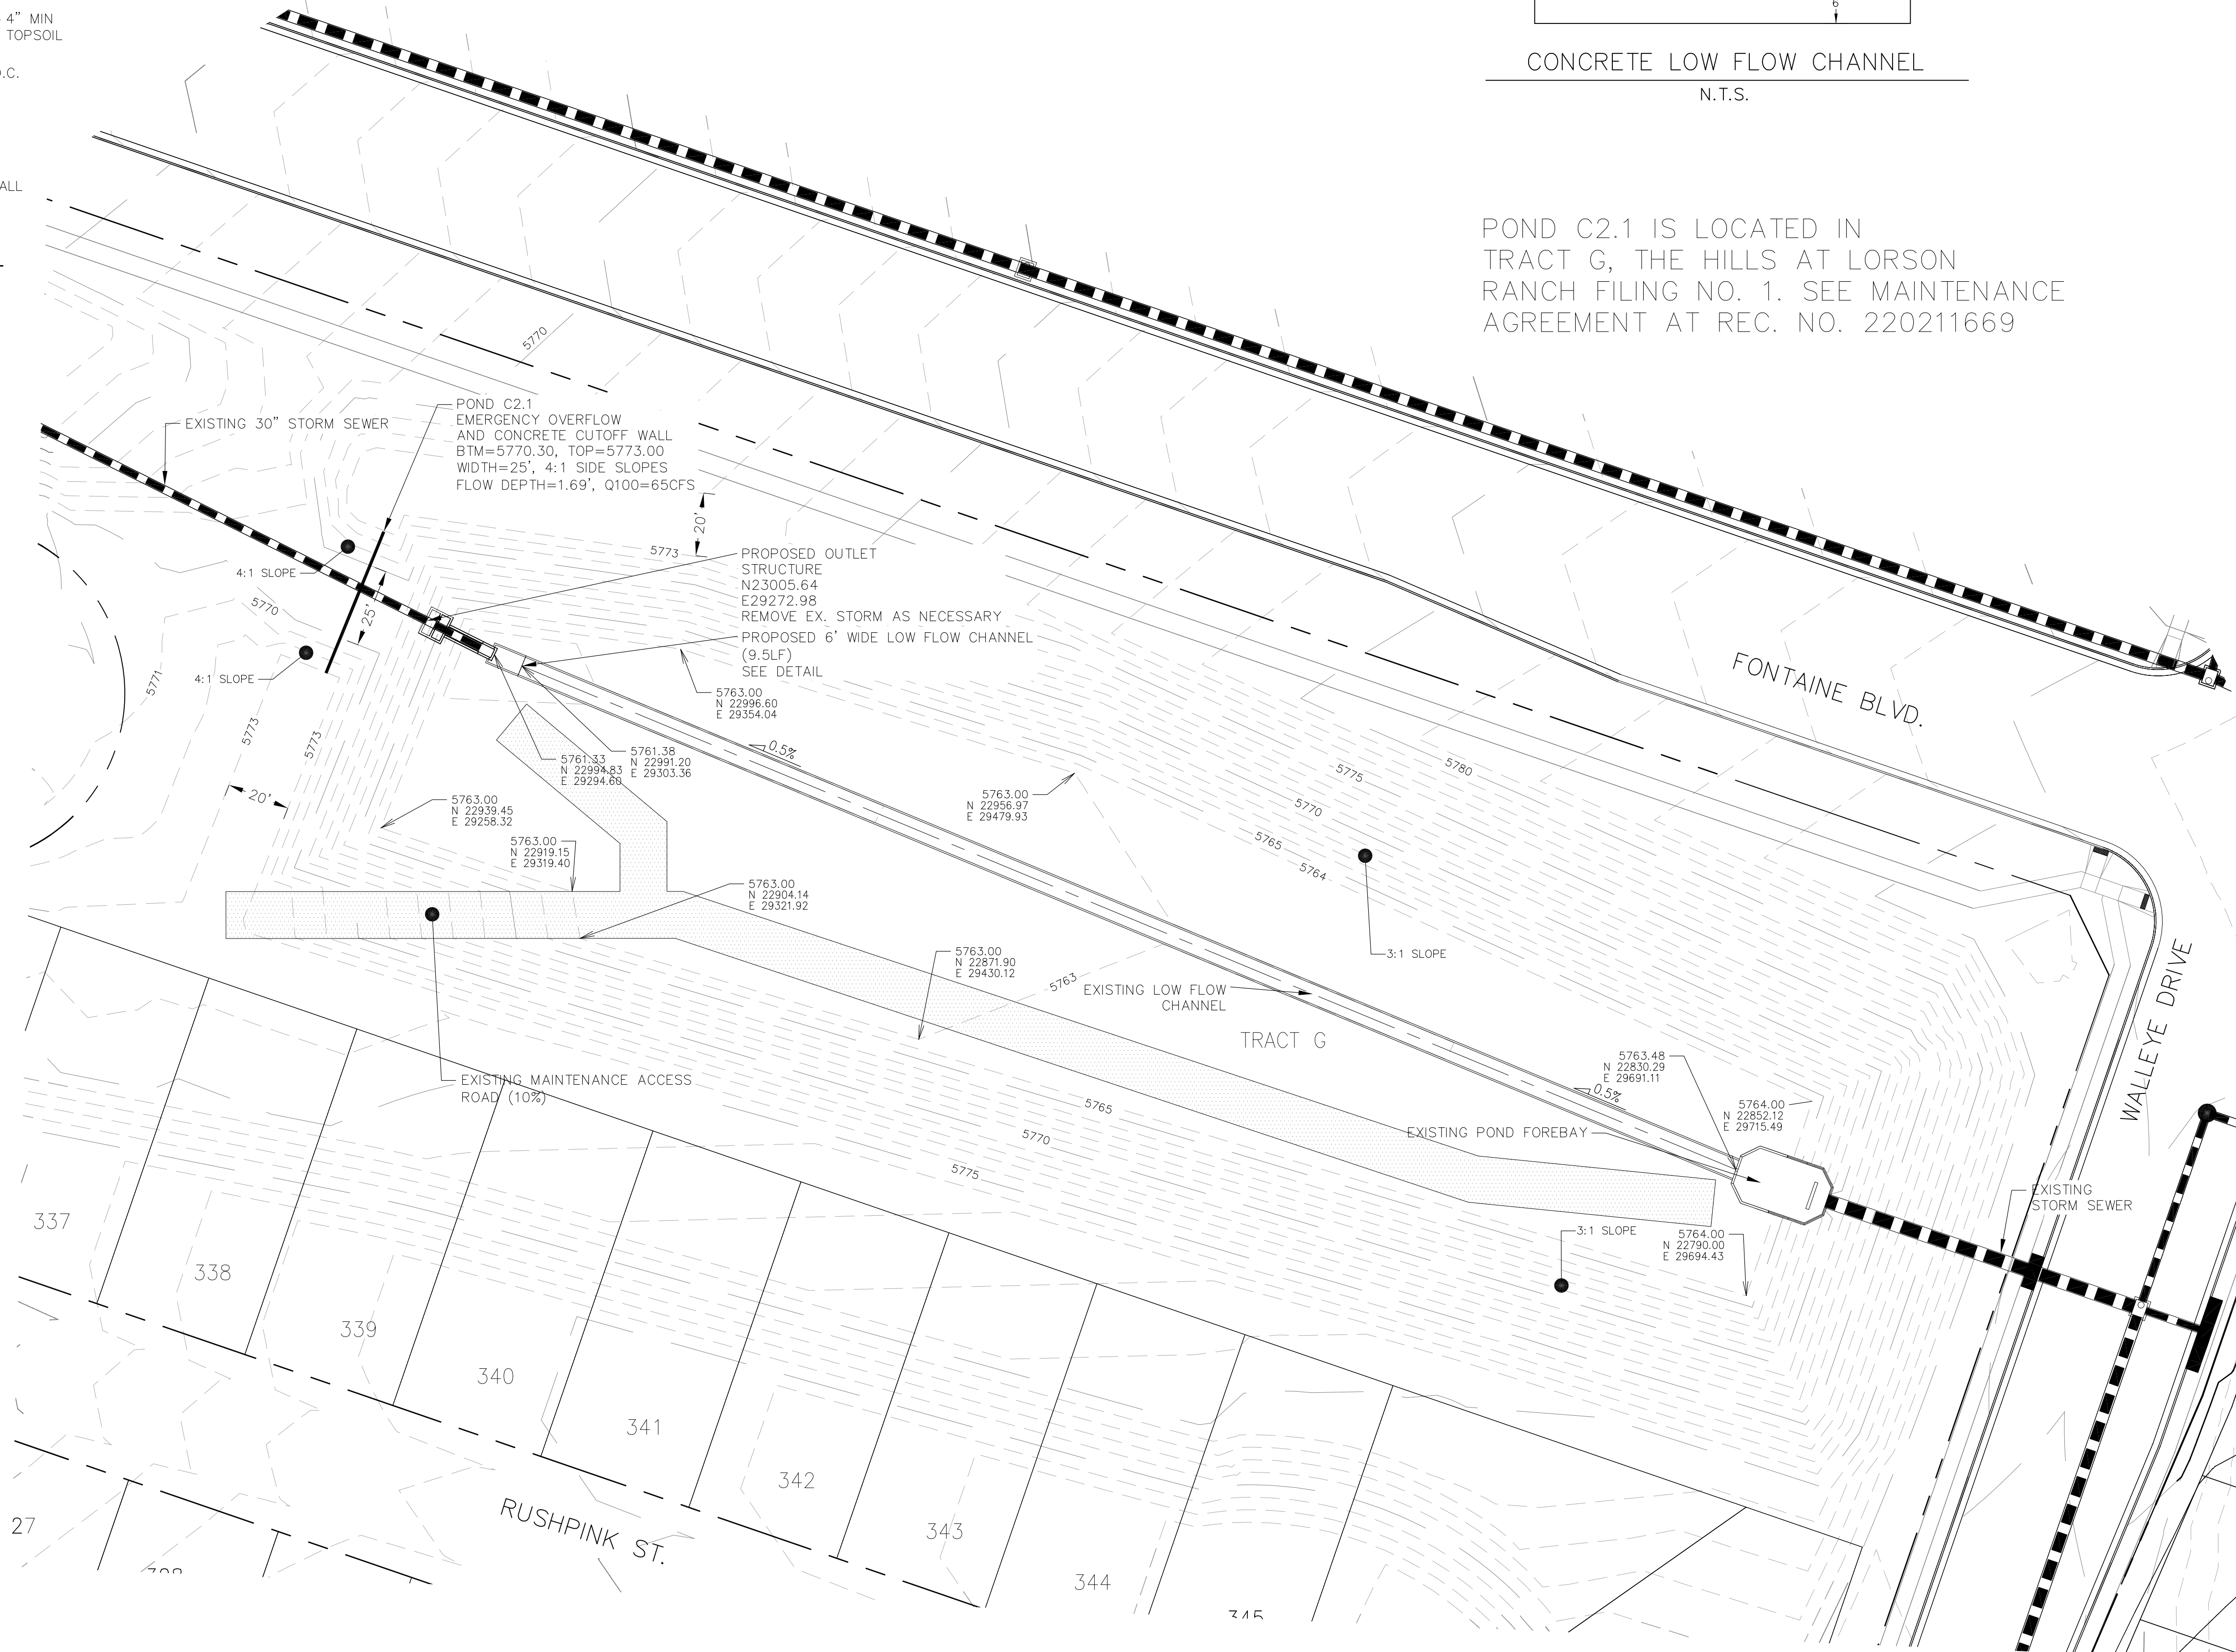 4” MIN
TOPSOIL
O.C.
ALL
6
CONCRETE LOW FLOW CHANNEL
N.T.S.
POND C2.1 IS LOCATED IN
TRACT G, THE HILLS AT LORSON
RANCH FILING NO. 1. SEE MAINTENANCE
AGREEMENT AT REC. NO. 220211669
5770
EXISTING 30” STORM SEWER
POND C2.1
EMERGENCY OVERFLOW
AND CONCRETE CUTOFF WALL
BTM=5770.30, TOP=5773.00
WIDTH=25', 4:1 SIDE SLOPES
FLOW DEPTH=1.69', Q100=65CFS
20'
5773
PROPOSED OUTLET
STRUCTURE
N23005.64
E29272.98
REMOVE EX. STORM AS NECESSARY
PROPOSED 6' WIDE LOW FLOW CHANNEL
(9.5LF)
SEE DETAIL
4:1 SLOPE
5770
25'
4:1 SLOPE
5771
5773
5773
20'
5763.00
N 22996.60
E 29354.04
0.5%
5761.33
N 22994.83
E 29294.60
5761.38
N 22991.20
E 29303.36
5763.00
N 22939.45
E 29258.32
5763.00
N 22919.15
E 29319.40
5763.00
N 22904.14
E 29321.92
5763.00
N 22956.97
E 29479.93
5780
5775
5770
5765
5764
3:1 SLOPE
FONTAINE BLVD.
WALLEYE DRIVE
5763.00
N 22871.90
E 29430.12
5763
EXISTING LOW FLOW
CHANNEL
TRACT G
5763.48
N 22830.29
E 29691.11
0.5%
5764.00
N 22852.12
E 29715.49
EXISTING POND FOREBAY
EXISTING MAINTENANCE ACCESS
ROAD (10%)
5765
5770
5775
EXISTING
STORM SEWER
3:1 SLOPE
5764.00
N 22790.00
E 29694.43
337
338
339
340
341
342
343
344
345
27
RUSHPINK ST.